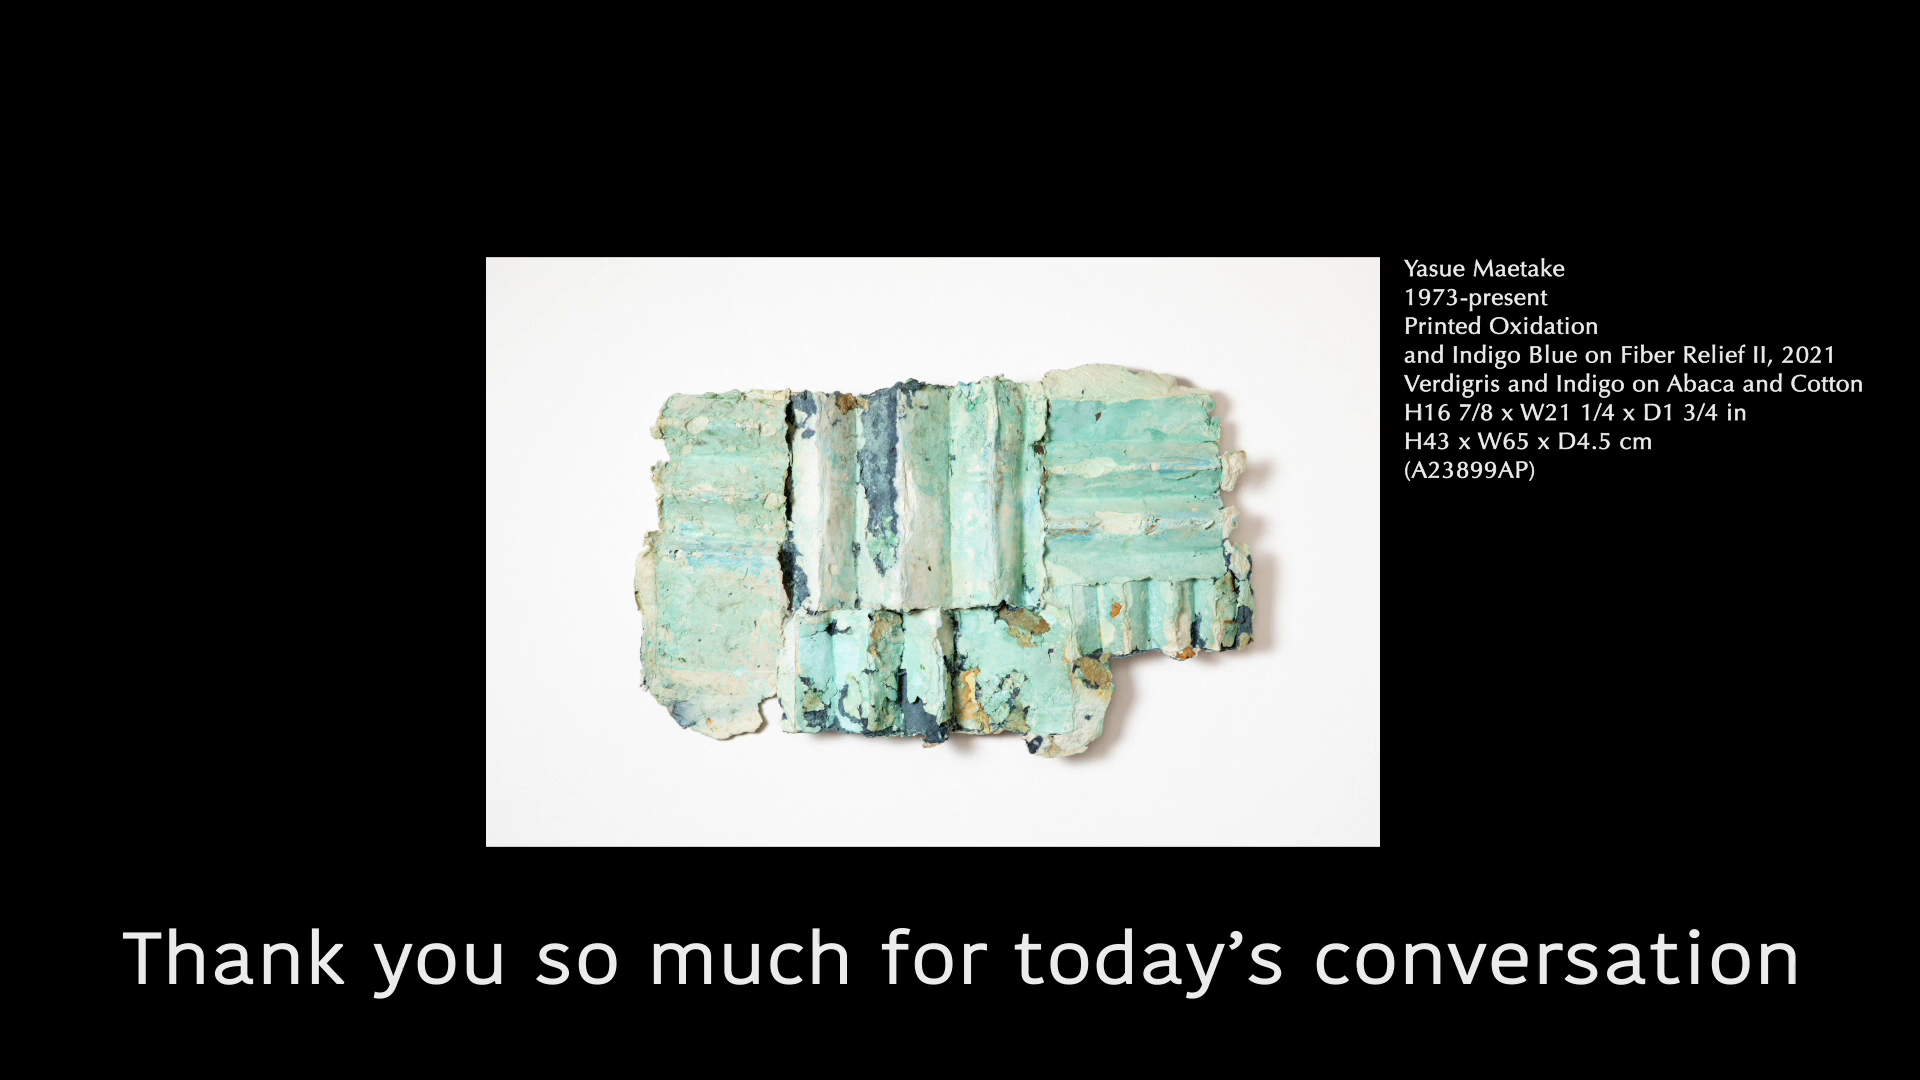 Yasue Maetake
1973-present
Printed Oxidation
and Indigo Blue on Fiber Relief II, 2021
Verdigris and Indigo on Abaca and Cotton
H16 7/8 x W21 1/4 x D1 3/4 in
H43 x W65 x D4.5 cm
(A23899AP)
Thank you so much for today’s conversation